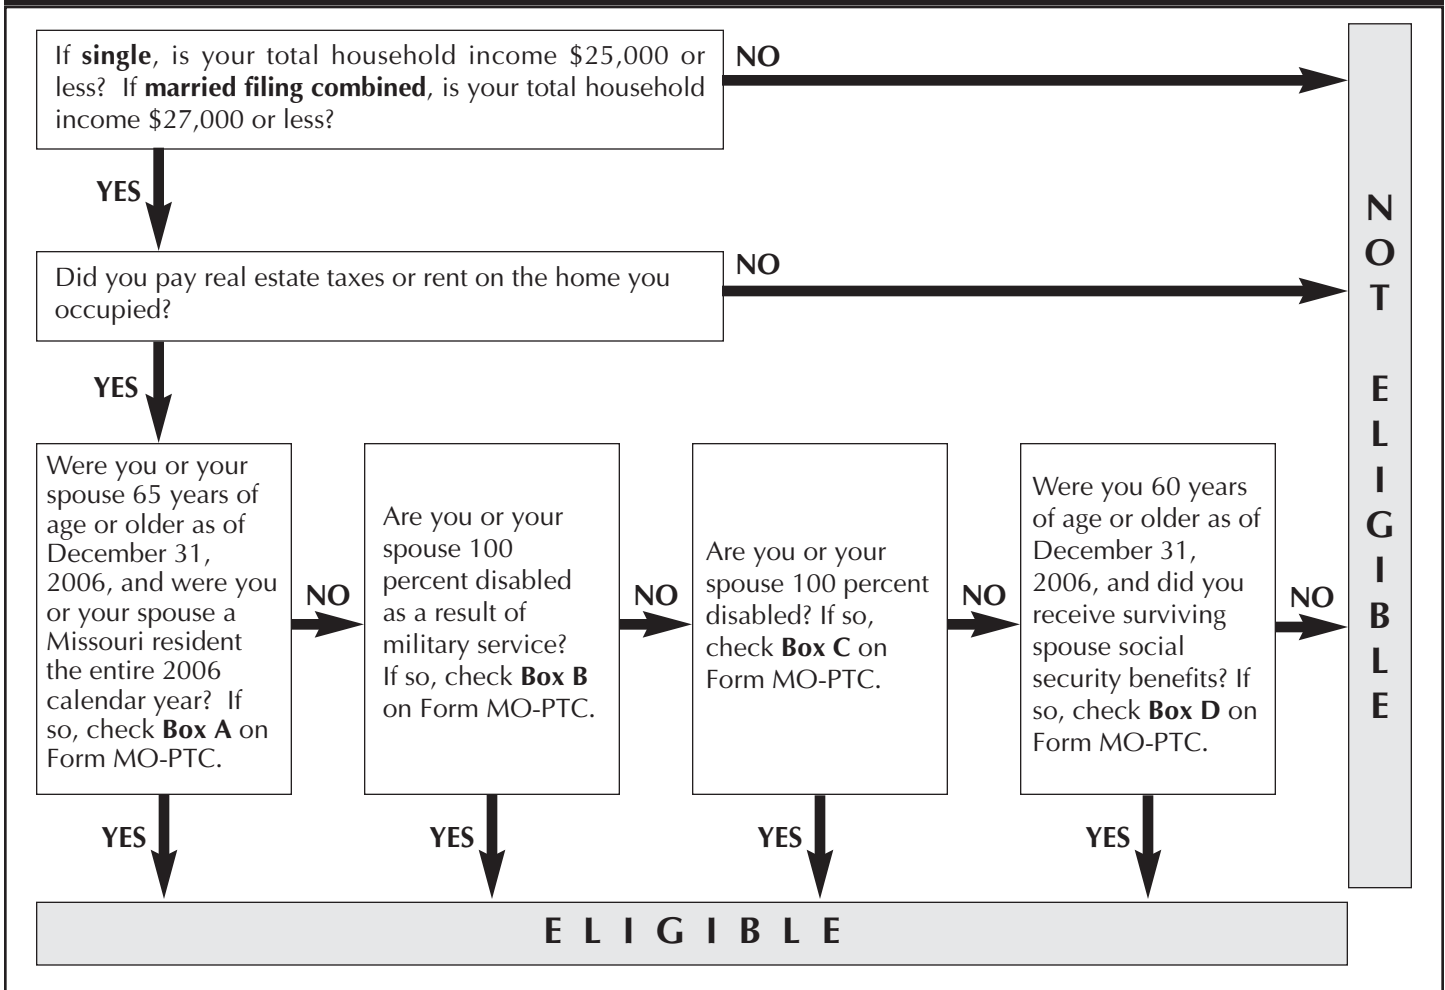 If single, is your total household income $25,000 or
less? If married filing combined, is your total household
income $27,000 or less?
NO
YES
Did you pay real estate taxes or rent on the home you
occupied?
NO
YES
Were you or your
spouse 65 years of
age or older as of
December 31,
2006, and were you
or your spouse a
Missouri resident
the entire 2006
calendar year? If
so, check Box A on
Form MO-PTC.
NO
Are you or your
spouse 100
percent disabled
as a result of
military service?
If so, check Box B
on Form MO-PTC.
NO
Are you or your
spouse 100 percent
disabled? If so,
check Box C on
Form MO-PTC.
NO
Were you 60 years
of age or older as of
December 31,
2006, and did you
receive surviving
spouse social
security benefits? If
so, check Box D on
Form MO-PTC.
NO
YES
YES
YES
YES
NOT ELIGIBLE
ELIGIBLE